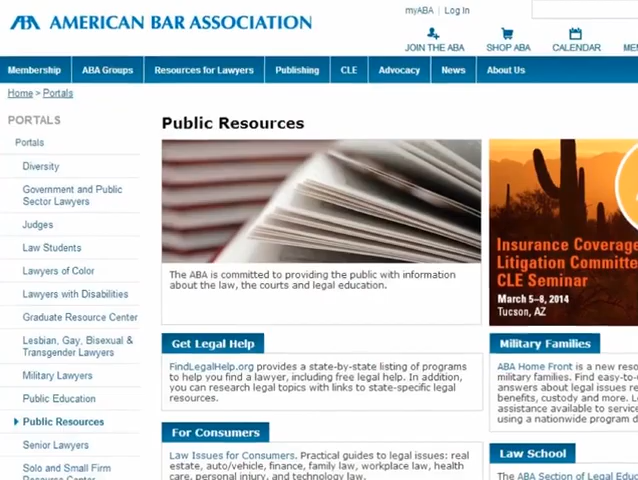 ABA AMERICAN BAR ASSOCIATION
myABA | Log In
JOIN THE ABA
SHOP ABA
CALENDAR
Membership
ABA Groups
Resources for Lawyers
Publishing
CLE
Advocacy
News
About Us
Home > Portals
PORTALS
Portals
Diversity
Government and Public
Sector Lawyers
Judges
Law Students
Lawyers of Color
Lawyers with Disabilities
Graduate Resource Center
Lesbian, Gay, Bisexual &
Transgender Lawyers
Military Lawyers
Public Education
Public Resources
Senior Lawyers
Solo and Small Firm
Resource Center
Public Resources
The ABA is committed to providing the public with information
about the law, the courts and legal education.
Get Legal Help
FindLegalHelp.org provides a state-by-state listing of programs
to help you find a lawyer, including free legal help. In addition,
you can research legal topics with links to state-specific legal
resources.
For Consumers
Law Issues for Consumers. Practical guides to legal issues: real
estate, auto/vehicle, finance, family law, workplace law, health
care, personal injury, and technology law.
Insurance Coverage
Litigation Committe
CLE Seminar
March 5-8, 2014
Tucson, AZ
Military Families
ABA Home Front is a new reso
military families. Find easy-to-
answers about legal issues re
benefits, custody and more. L
assistance available to service
using a nationwide program d
Law School
The ABA Section of Legal Educ